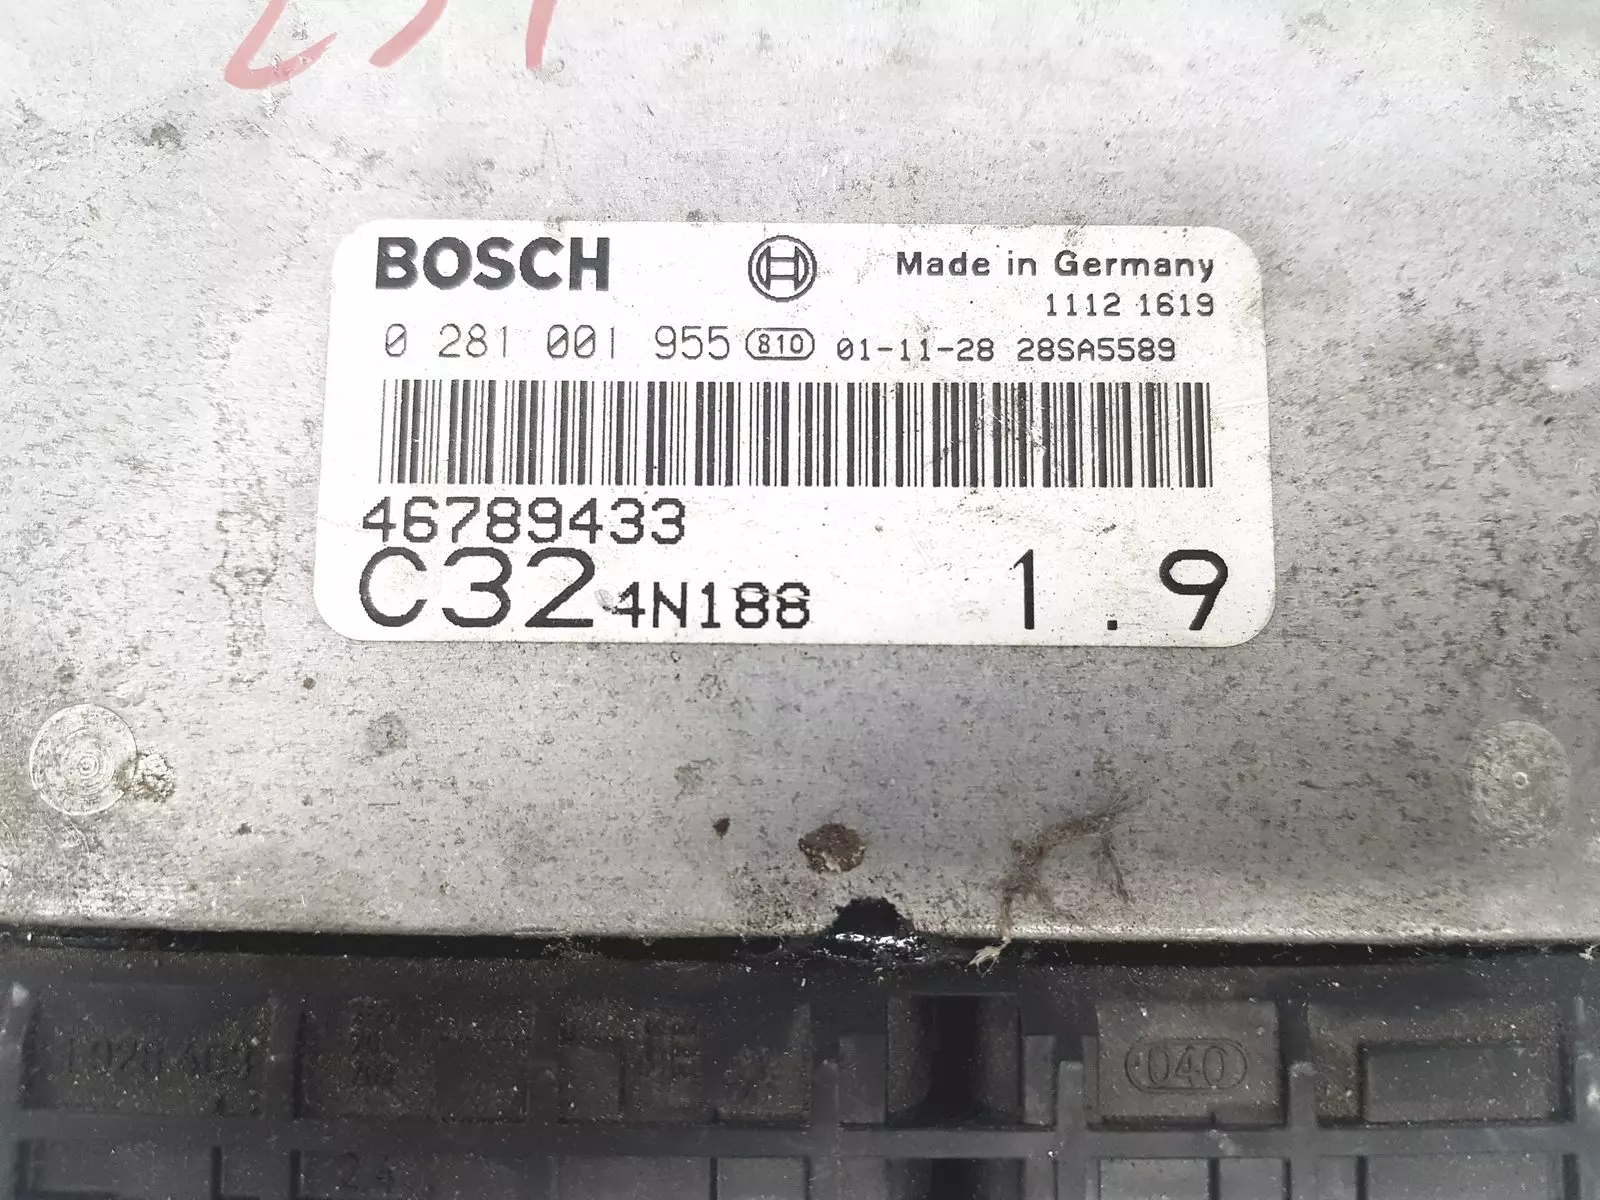 BOSCH Made in Germany
1112 1619
0 281 001 955 810 01-11-28 28SA5589
46789433
C32 4N188 1.9
040
24